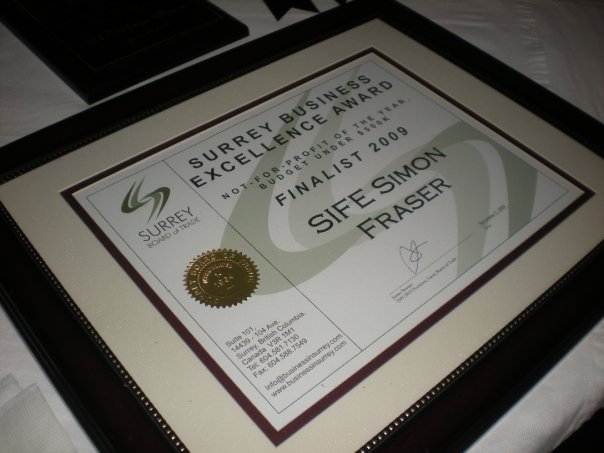 SURREY BUSINESS
EXCELLENCE AWARD
NOT-FOR-PROFIT OF THE YEAR,
BUDGET UNDER $500K
FINALIST 2009
SIFE SIMON
FRASER
SURREY
BOARD of TRADE
Suite 101,
14439 - 104 Ave,
Surrey, British Columbia,
Canada V3R 1M1
Tel: 604.581.7130
Fax: 604.588.7549
info@businessinsurrey.com
www.businessinsurrey.com